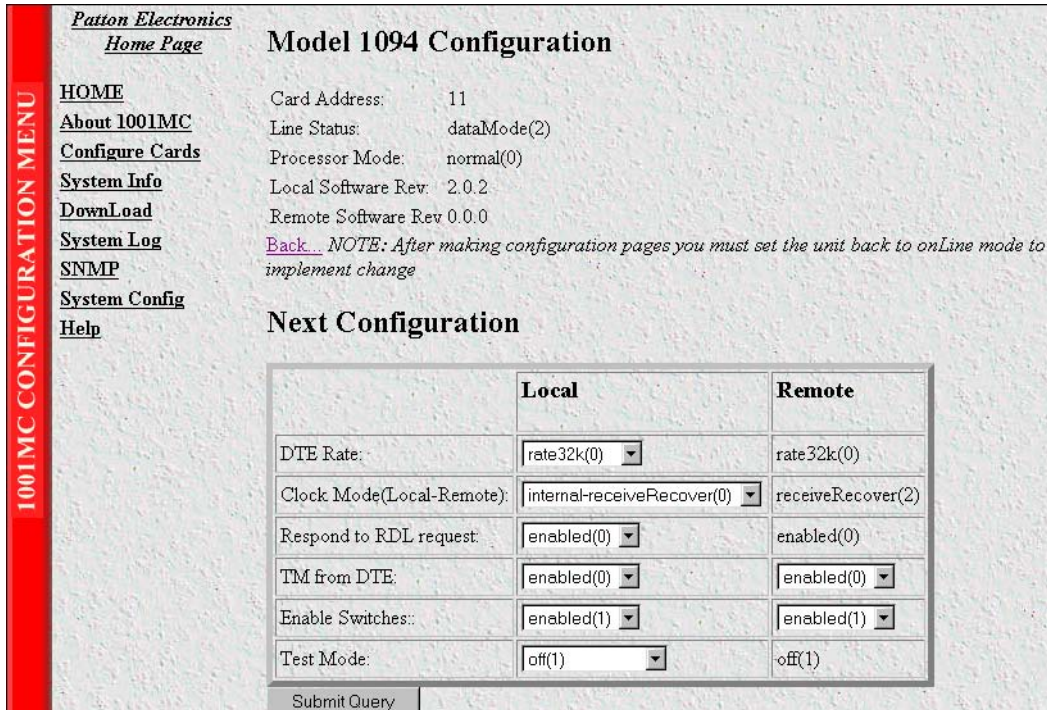 Patton Electronics
Home Page
1001MC CONFIGURATION MENU
HOME
About 1001MC
Configure Cards
System Info
DownLoad
System Log
SNMP
System Config
Help
Model 1094 Configuration
Card Address: 11
Line Status: dataMode(2)
Processor Mode: normal(0)
Local Software Rev: 2.0.2
Remote Software Rev 0.0.0
Back... NOTE: After making configuration pages you must set the unit back to onLine mode to
implement change
Next Configuration
Local Remote
DTE Rate: rate32k(0) rate32k(0)
Clock Mode(Local-Remote): internal-receiveRecover(0) receiveRecover(2)
Respond to RDL request: enabled(0) enabled(0)
TM from DTE: enabled(0) enabled(0)
Enable Switches:: enabled(1) enabled(1)
Test Mode: off(1) off(1)
Submit Query